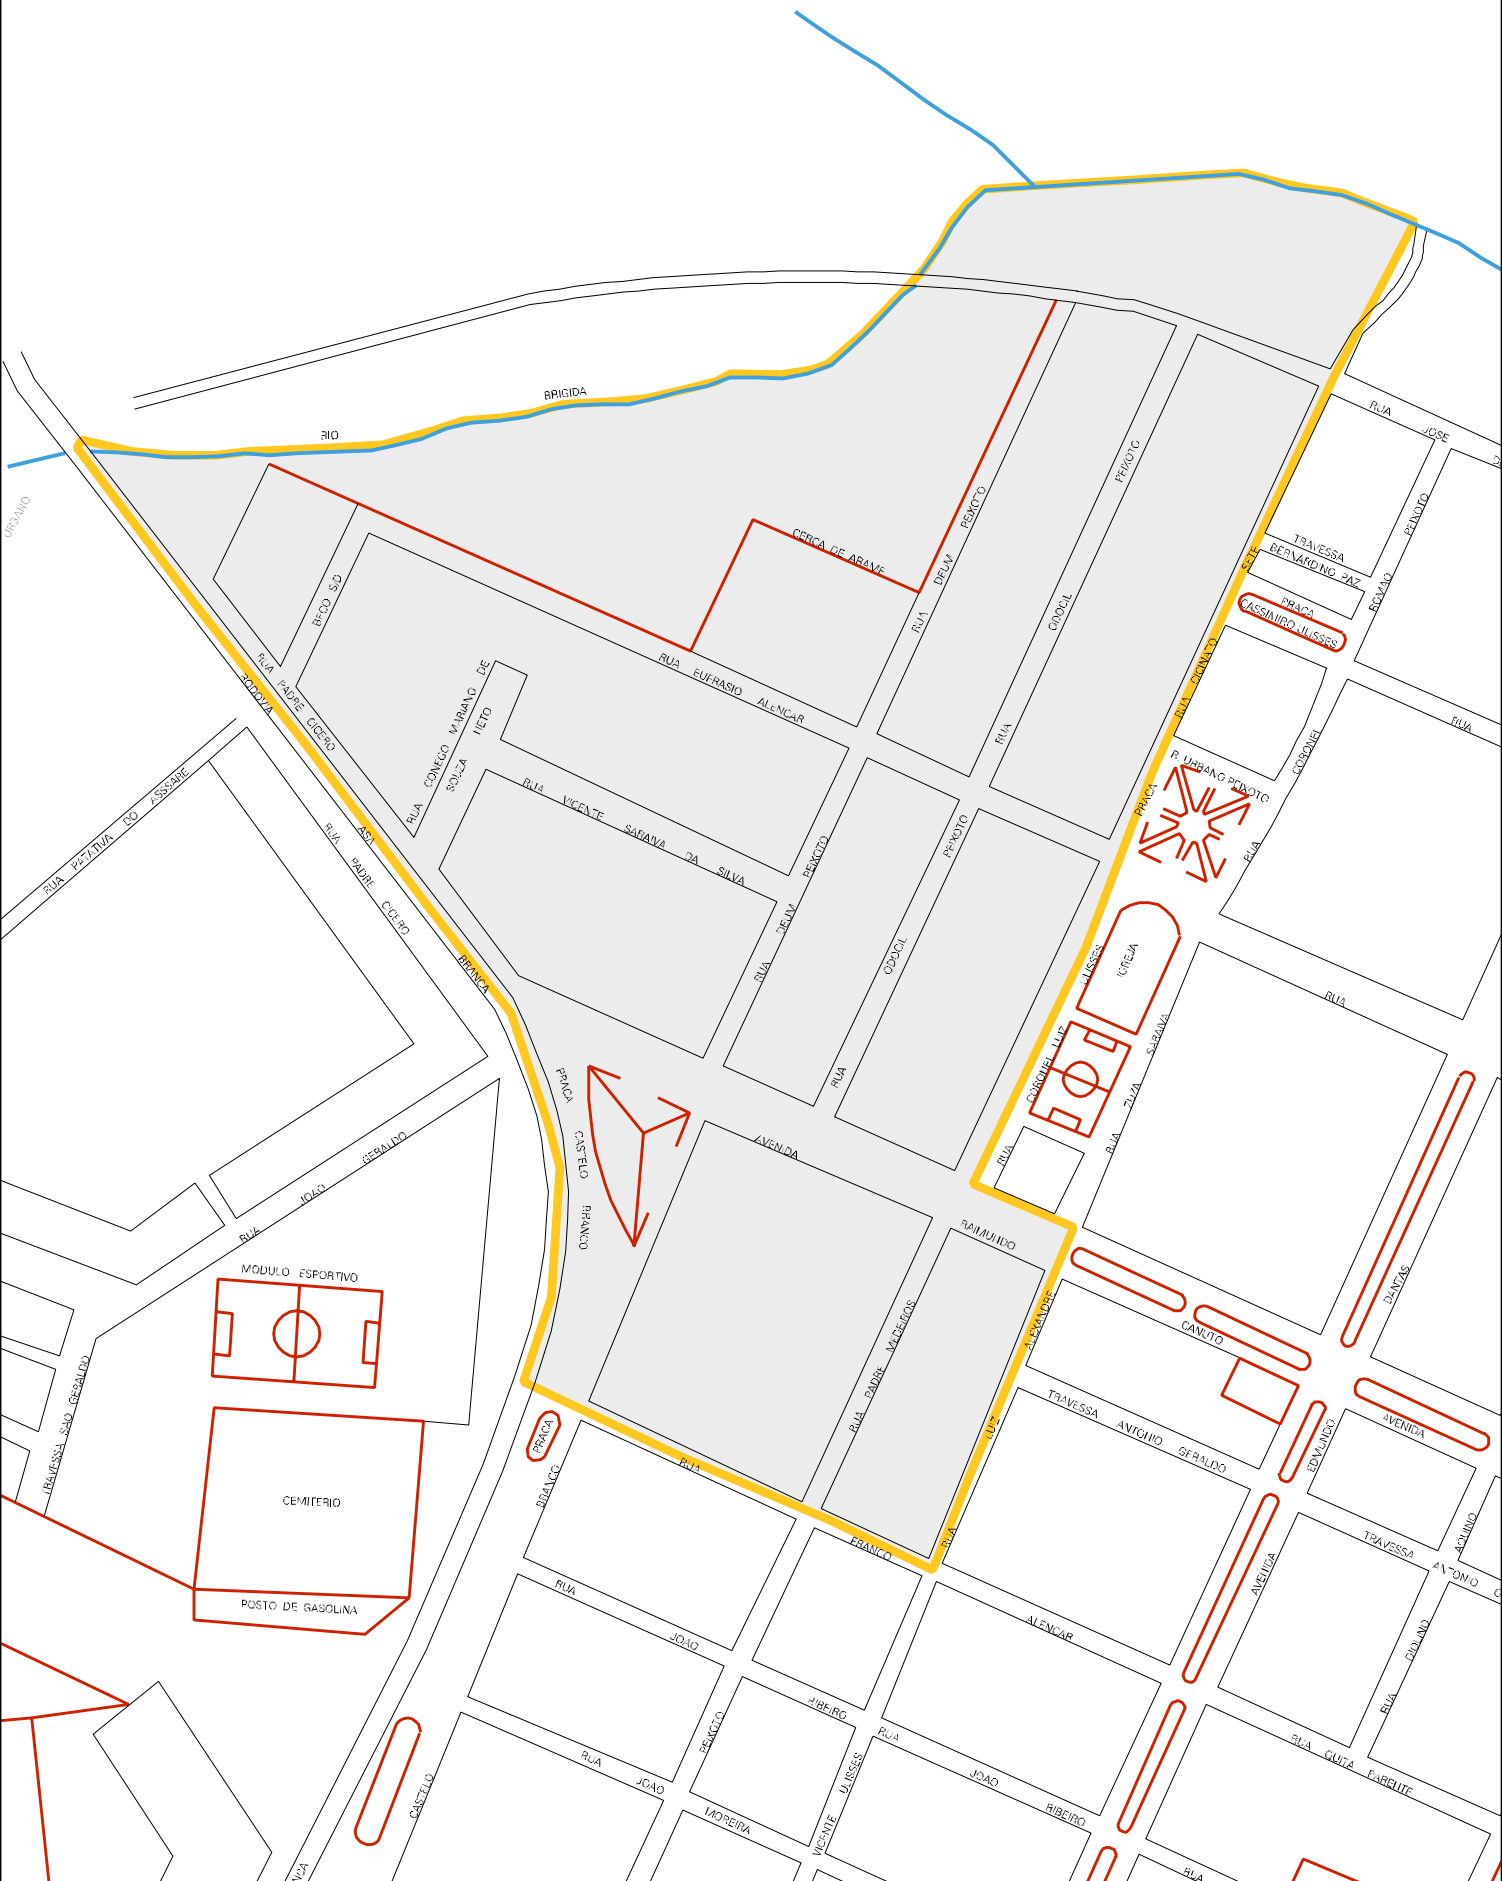 BRIGIDA
RIO
URBANO
RUA
JOSE
PEIXOTO
PEIXOTO
PEIXOTO
CERCA DE ARAME
SETE
TRAVESSA
BERNARDINO PAZ
DEUM
BECO S/D
ODOCIL
ROMAO
PRACA
CASSIMIRO ULISSES
RUA
RUA PADRE CICERO
RODOVIA
RUA EUFRASIO ALENCAR
RUA CONEGO MARIANO DE
SOUZA NETO
RUA
RUA CICINATO
RUA
CORONEL
R. URBANO PEIXOTO
RUA PATATIVA DO ASSSARE
RUA VICENTE SARAIVA DA SILVA
PRACA
RUA
ASA
RUA PADRE CICERO
PEIXOTO
PEIXOTO
DEUM
ODOCIL
RUA
BRANCA
ULISSES
IGREJA
RUA
SARAIVA
CORONEL LUIZ
RUA
ZUZA
RUA
RUA
PRACA CASTELO BRANCO
AVENIDA
RAIMUNDO
RUA JOAO GERALDO
MODULO ESPORTIVO
ALEXANDRE
CANUTO
DANTAS
RUA PADRE MEDEIROS
TRAVESSA SAO GERALDO
TRAVESSA ANTONIO GERALDO
LUIZ
EDMUNDO
AVENIDA
PRACA
RUA
BRANCO
CEMITERIO
FRANCO
RUA
AQUINO
TRAVESSA
ANTONIO
AVENIDA
RUA
POSTO DE GASOLINA
JOAO
ALENCAR
DIOLINO
RUA
RIBEIRO
PEIXOTO
RUA
JOAO
RIBEIRO
RUA QUITA PARENTE
RUA
JOAO
MOREIRA
ULISSES
VICENTE
CASTELO
RUA